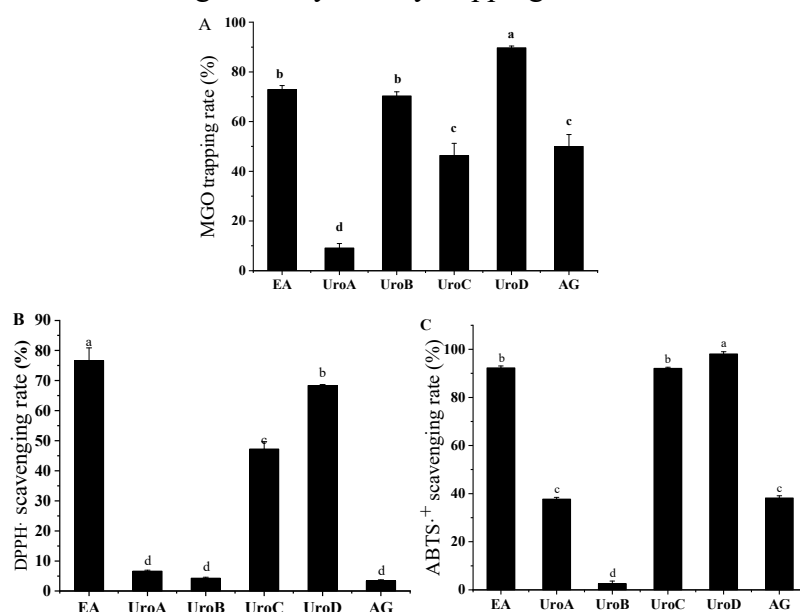 trapping
A
MGO trapping rate (%)
100
80
60
40
20
0
b
d
b
c
a
c
EA UroA UroB UroC UroD AG
B
DPPH· scavenging rate (%)
90
80
70
60
50
40
30
20
10
0
a
d
d
c
b
d
EA UroA UroB UroC UroD AG
C
ABTS·+ scavenging rate (%)
100
80
60
40
20
0
b
c
d
b
a
c
EA UroA UroB UroC UroD AG